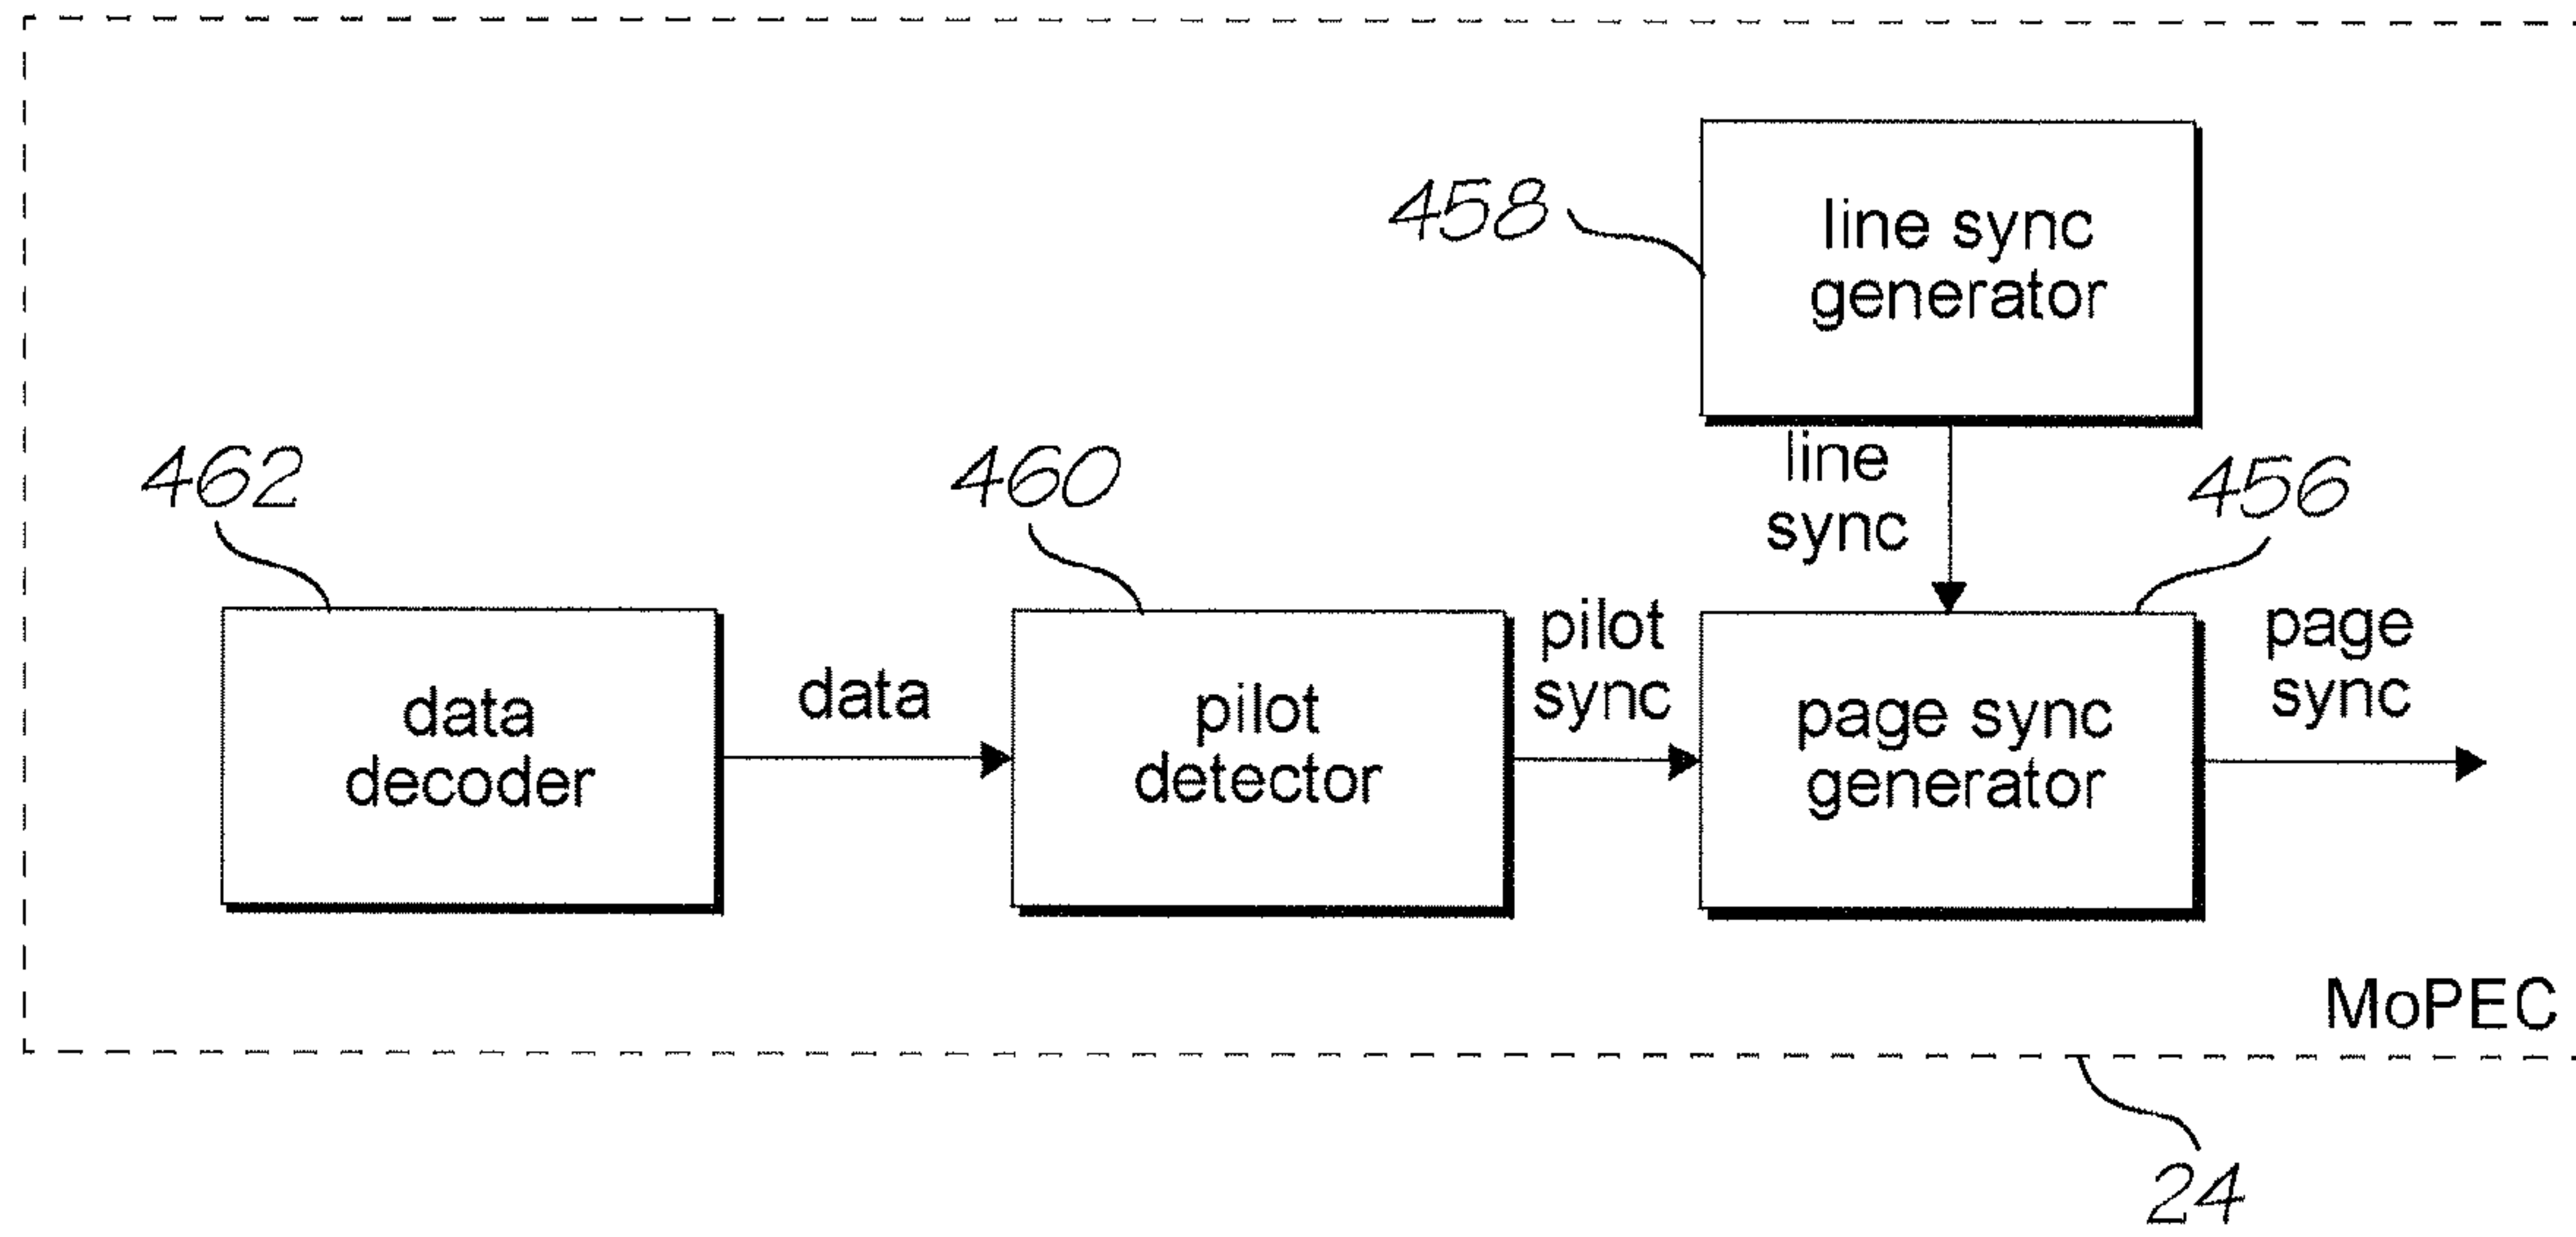 458
line sync
generator
line
sync
462
460
456
data
decoder
data
pilot
detector
pilot
sync
page sync
generator
page
sync
MoPEC
24